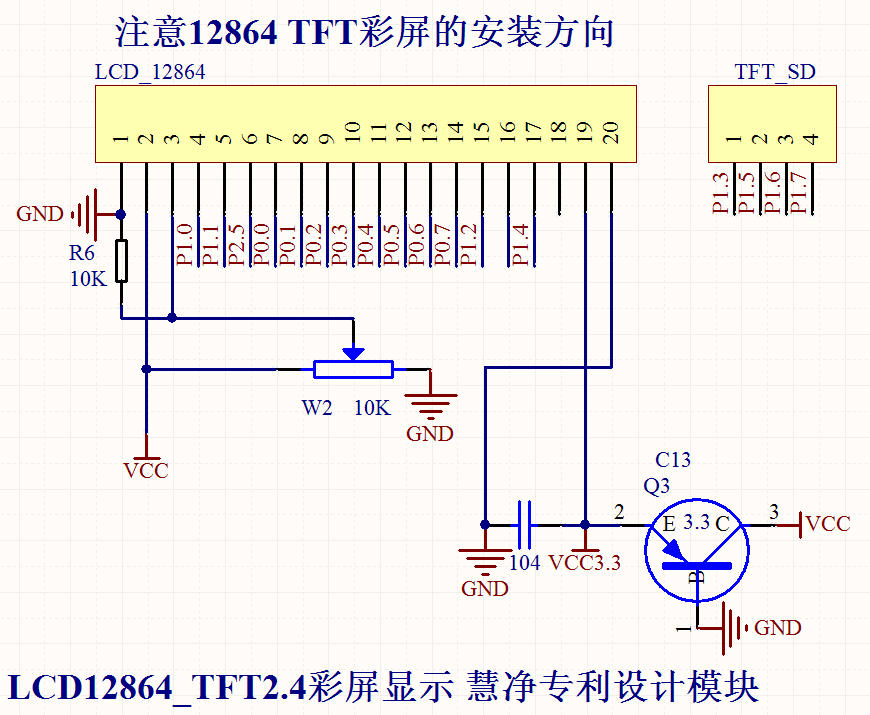 注意12864 TFT彩屏的安装方向
LCD_12864
TFT_SD
1 2 3 4 5 6 7 8 9 10 11 12 13 14 15 16 17 18 19 20
1 2 3 4
GND
P1.0 P1.1 P2.5 P0.0 P0.1 P0.2 P0.3 P0.4 P0.5 P0.6 P0.7 P1.2 P1.4
P1.3 P1.5 P1.6 P1.7
R6
10K
W2 10K
GND
VCC
C13
Q3
2 E 3.3 C 3 VCC
104 VCC3.3
GND
B
1 GND
LCD12864_TFT2.4彩屏显示 慧净专利设计模块